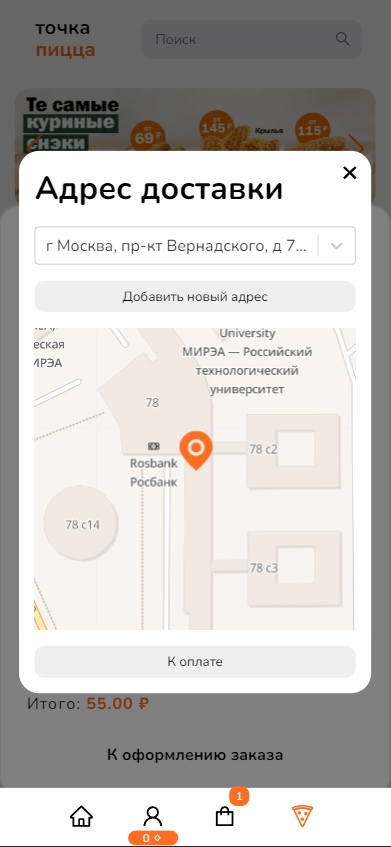 точка
пицца
Поиск
Те самые
куриные
снэки
от
69 ₽
от
145 ₽
Крылья
от
115 ₽
Адрес доставки
г Москва, пр-кт Вернадского, д 7...
Добавить новый адрес
еская
ИРЭА
University
МИРЭА — Российский
технологический
университет
78
Rosbank
Росбанк
78 с2
78 с14
78 с3
К оплате
Итого: 55.00 ₽
К оформлению заказа
1
0